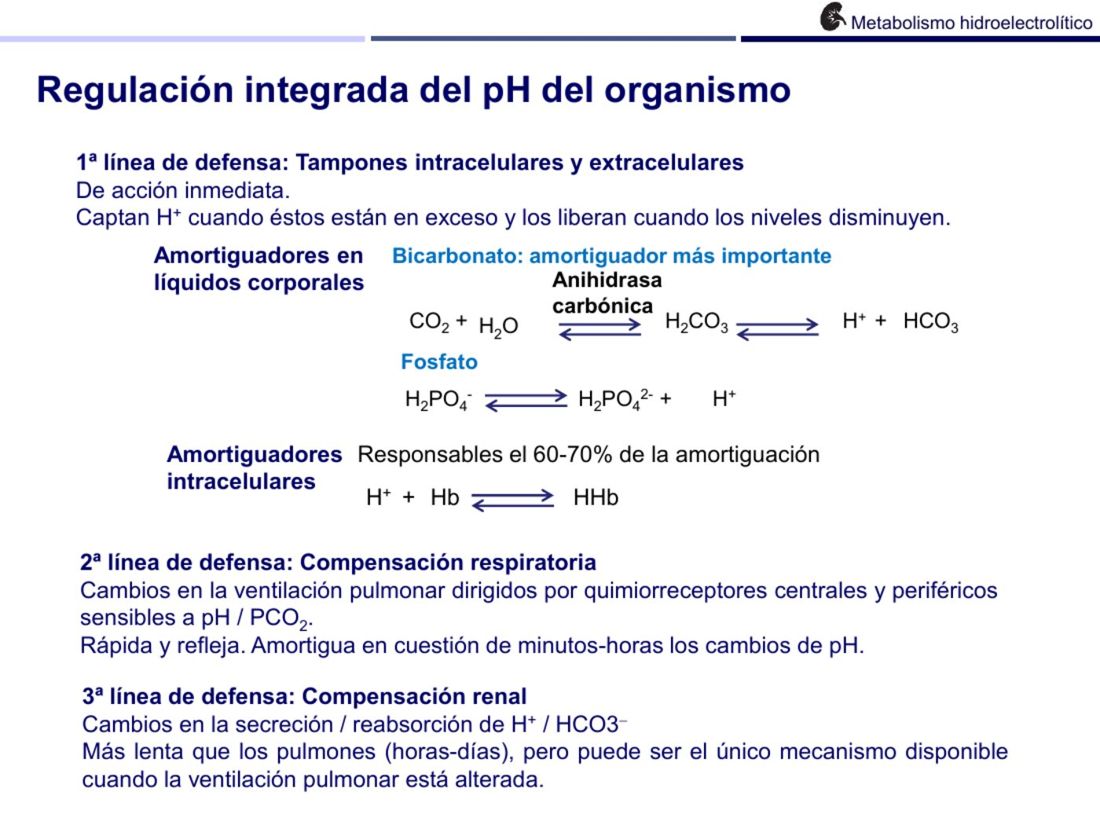 Metabolismo hidroelectrolítico
Regulación integrada del pH del organismo
1ª línea de defensa: Tampones intracelulares y extracelulares
De acción inmediata.
Captan H⁺ cuando éstos están en exceso y los liberan cuando los niveles disminuyen.
Amortiguadores en
líquidos corporales
Bicarbonato: amortiguador más importante
Anihidrasa
carbónica
CO₂ + H₂O ⇌ H₂CO₃ ⇌ H⁺ + HCO₃
Fosfato
H₂PO₄⁻ ⇌ H₂PO₄²⁻ + H⁺
Amortiguadores
intracelulares
Responsables el 60-70% de la amortiguación
H⁺ + Hb ⇌ HHb
2ª línea de defensa: Compensación respiratoria
Cambios en la ventilación pulmonar dirigidos por quimiorreceptores centrales y periféricos
sensibles a pH / PCO₂.
Rápida y refleja. Amortigua en cuestión de minutos-horas los cambios de pH.
3ª línea de defensa: Compensación renal
Cambios en la secreción / reabsorción de H⁺ / HCO3⁻
Más lenta que los pulmones (horas-días), pero puede ser el único mecanismo disponible
cuando la ventilación pulmonar está alterada.